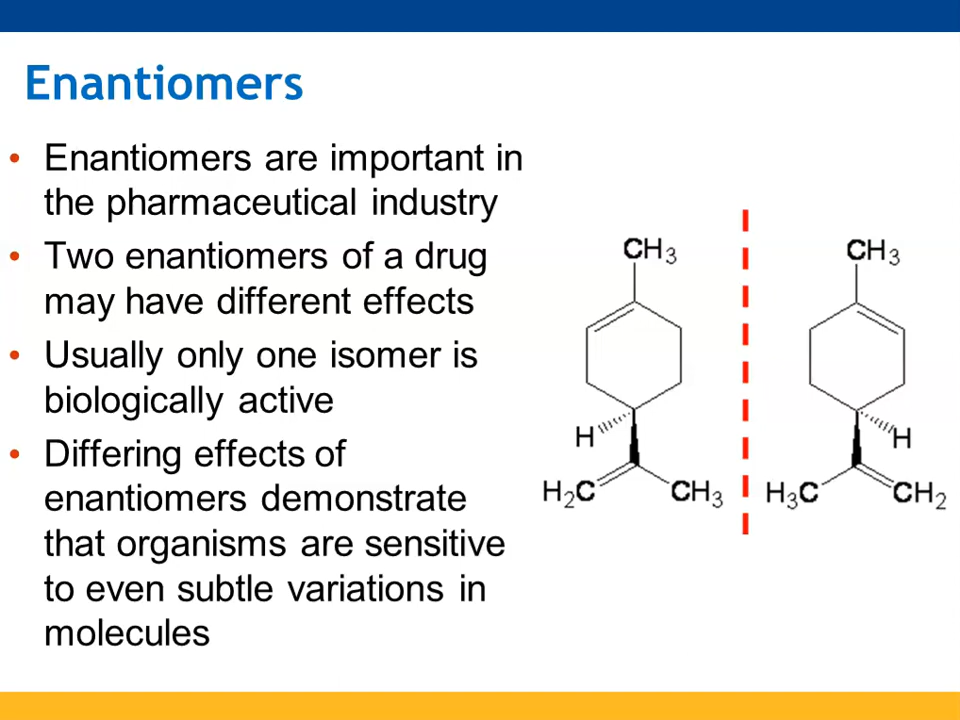 Enantiomers
• Enantiomers are important in
the pharmaceutical industry
• Two enantiomers of a drug
may have different effects
• Usually only one isomer is
biologically active
• Differing effects of
enantiomers demonstrate
that organisms are sensitive
to even subtle variations in
molecules
CH₃
H
H₂C
CH₃
CH₃
H
H₃C
CH₂